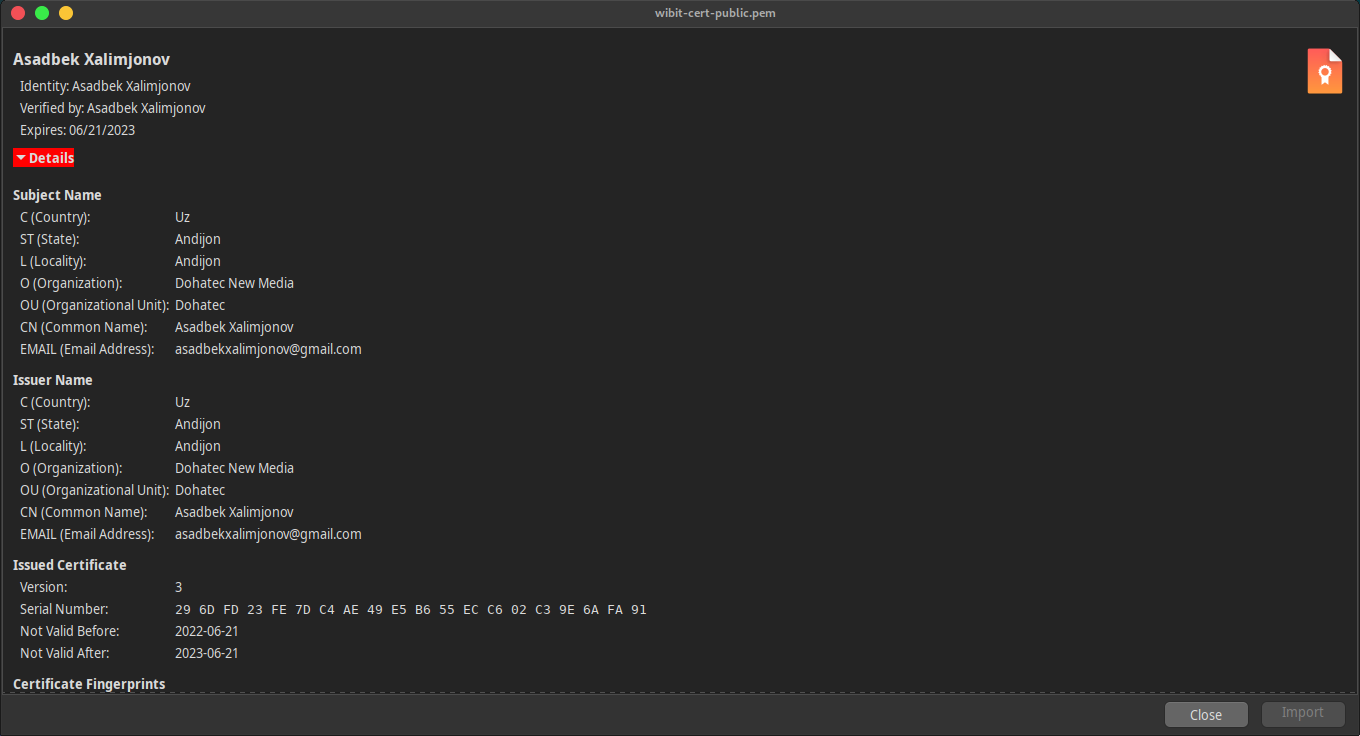 wibit-cert-public.pem
Asadbek Xalimjonov
Identity: Asadbek Xalimjonov
Verified by: Asadbek Xalimjonov
Expires: 06/21/2023
Details
Subject Name
C (Country): Uz
ST (State): Andijon
L (Locality): Andijon
O (Organization): Dohatec New Media
OU (Organizational Unit): Dohatec
CN (Common Name): Asadbek Xalimjonov
EMAIL (Email Address): asadbekxalimjonov@gmail.com
Issuer Name
C (Country): Uz
ST (State): Andijon
L (Locality): Andijon
O (Organization): Dohatec New Media
OU (Organizational Unit): Dohatec
CN (Common Name): Asadbek Xalimjonov
EMAIL (Email Address): asadbekxalimjonov@gmail.com
Issued Certificate
Version: 3
Serial Number: 29 6D FD 23 FE 7D C4 AE 49 E5 B6 55 EC C6 02 C3 9E 6A FA 91
Not Valid Before: 2022-06-21
Not Valid After: 2023-06-21
Certificate Fingerprints
Close Import